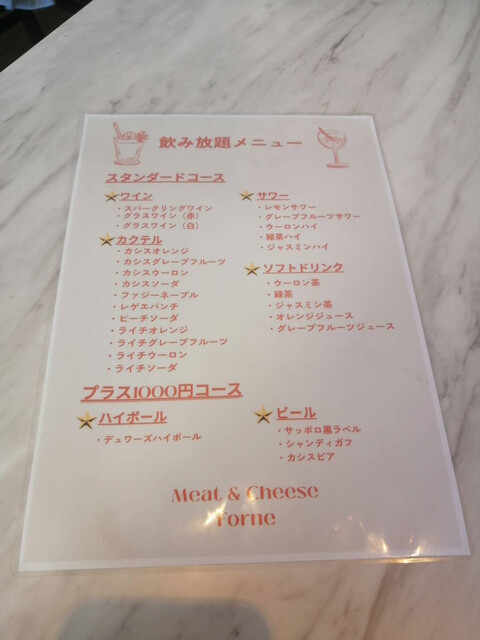 飲み放題メニュー
スタンダードコース
ワイン
・スパークリングワイン
・グラスワイン（赤）
・グラスワイン（白）
カクテル
・カシスオレンジ
・カシスグレープフルーツ
・カシスウーロン
・カシスソーダ
・ファジーネーブル
・レゲエパンチ
・ピーチソーダ
・ライチオレンジ
・ライチグレープフルーツ
・ライチウーロン
・ライチソーダ
サワー
・レモンサワー
・グレープフルーツサワー
・ウーロンハイ
・緑茶ハイ
・ジャスミンハイ
ソフトドリンク
・ウーロン茶
・緑茶
・ジャスミン茶
・オレンジジュース
・グレープフルーツジュース
プラス1000円コース
ハイボール
・デュワーズハイボール
ビール
・サッポロ黒ラベル
・シャンディガフ
・カシスビア
Meat & Cheese
Forne